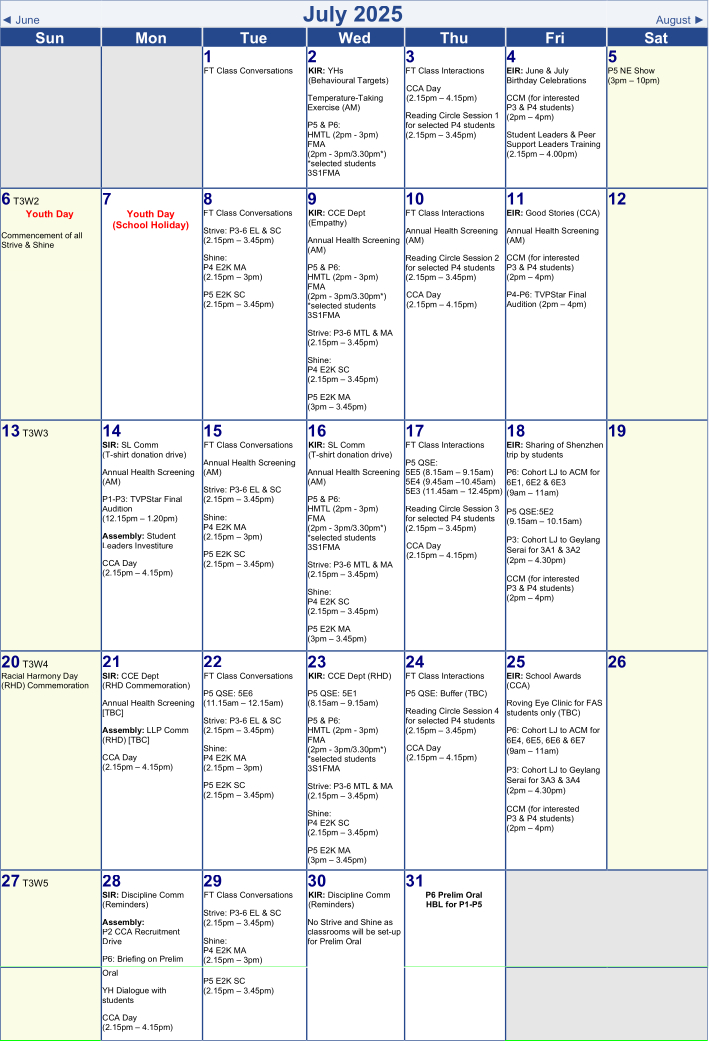 ◄ June
July 2025
August ►
Sun
Mon
Tue
Wed
Thu
Fri
Sat
1
FT Class Conversations
2
KIR: YHs
(Behavioural Targets)
Temperature-Taking
Exercise (AM)
P5 & P6:
HMTL (2pm - 3pm)
FMA
(2pm - 3pm/3.30pm*)
*selected students
3S1FMA
3
FT Class Interactions
CCA Day
(2.15pm – 4.15pm)
Reading Circle Session 1
for selected P4 students
(2.15pm – 3.45pm)
4
EIR: June & July
Birthday Celebrations
CCM (for interested
P3 & P4 students)
(2pm – 4pm)
Student Leaders & Peer
Support Leaders Training
(2.15pm – 4.00pm)
5
P5 NE Show
(3pm – 10pm)
6 T3W2
Youth Day
Commencement of all
Strive & Shine
7
Youth Day
(School Holiday)
8
FT Class Conversations
Strive: P3-6 EL & SC
(2.15pm – 3.45pm)
Shine:
P4 E2K MA
(2.15pm – 3pm)
P5 E2K SC
(2.15pm – 3.45pm)
9
KIR: CCE Dept
(Empathy)
Annual Health Screening
(AM)
P5 & P6:
HMTL (2pm - 3pm)
FMA
(2pm - 3pm/3.30pm*)
*selected students
3S1FMA
Strive: P3-6 MTL & MA
(2.15pm – 3.45pm)
Shine:
P4 E2K SC
(2.15pm – 3.45pm)
P5 E2K MA
(3pm – 3.45pm)
10
FT Class Interactions
Annual Health Screening
(AM)
Reading Circle Session 2
for selected P4 students
(2.15pm – 3.45pm)
CCA Day
(2.15pm – 4.15pm)
11
EIR: Good Stories (CCA)
Annual Health Screening
(AM)
CCM (for interested
P3 & P4 students)
(2pm – 4pm)
P4-P6: TVPStar Final
Audition (2pm – 4pm)
12
13 T3W3
14
SIR: SL Comm
(T-shirt donation drive)
Annual Health Screening
(AM)
P1-P3: TVPStar Final
Audition
(12.15pm – 1.20pm)
Assembly: Student
Leaders Investiture
CCA Day
(2.15pm – 4.15pm)
15
FT Class Conversations
Annual Health Screening
(AM)
Strive: P3-6 EL & SC
(2.15pm – 3.45pm)
Shine:
P4 E2K MA
(2.15pm – 3pm)
P5 E2K SC
(2.15pm – 3.45pm)
16
KIR: SL Comm
(T-shirt donation drive)
Annual Health Screening
(AM)
P5 & P6:
HMTL (2pm - 3pm)
FMA
(2pm - 3pm/3.30pm*)
*selected students
3S1FMA
Strive: P3-6 MTL & MA
(2.15pm – 3.45pm)
Shine:
P4 E2K SC
(2.15pm – 3.45pm)
P5 E2K MA
(3pm – 3.45pm)
17
FT Class Interactions
P5 QSE:
5E5 (8.15am – 9.15am)
5E4 (9.45am –10.45am)
5E3 (11.45am – 12.45pm)
Reading Circle Session 3
for selected P4 students
(2.15pm – 3.45pm)
CCA Day
(2.15pm – 4.15pm)
18
EIR: Sharing of Shenzhen
trip by students
P6: Cohort LJ to ACM for
6E1, 6E2 & 6E3
(9am – 11am)
P5 QSE:5E2
(9.15am – 10.15am)
P3: Cohort LJ to Geylang
Serai for 3A1 & 3A2
(2pm – 4.30pm)
CCM (for interested
P3 & P4 students)
(2pm – 4pm)
19
20 T3W4
Racial Harmony Day
(RHD) Commemoration
21
SIR: CCE Dept
(RHD Commemoration)
Annual Health Screening
[TBC]
Assembly: LLP Comm
(RHD) [TBC]
CCA Day
(2.15pm – 4.15pm)
22
FT Class Conversations
P5 QSE: 5E6
(11.15am – 12.15am)
Strive: P3-6 EL & SC
(2.15pm – 3.45pm)
Shine:
P4 E2K MA
(2.15pm – 3pm)
P5 E2K SC
(2.15pm – 3.45pm)
23
KIR: CCE Dept (RHD)
P5 QSE: 5E1
(8.15am – 9.15am)
P5 & P6:
HMTL (2pm - 3pm)
FMA
(2pm - 3pm/3.30pm*)
*selected students
3S1FMA
Strive: P3-6 MTL & MA
(2.15pm – 3.45pm)
Shine:
P4 E2K SC
(2.15pm – 3.45pm)
P5 E2K MA
(3pm – 3.45pm)
24
FT Class Interactions
P5 QSE: Buffer (TBC)
Reading Circle Session 4
for selected P4 students
(2.15pm – 3.45pm)
CCA Day
(2.15pm – 4.15pm)
25
EIR: School Awards
(CCA)
Roving Eye Clinic for FAS
students only (TBC)
P6: Cohort LJ to ACM for
6E4, 6E5, 6E6 & 6E7
(9am – 11am)
P3: Cohort LJ to Geylang
Serai for 3A3 & 3A4
(2pm – 4.30pm)
CCM (for interested
P3 & P4 students)
(2pm – 4pm)
26
27 T3W5
28
SIR: Discipline Comm
(Reminders)
Assembly:
P2 CCA Recruitment
Drive
P6: Briefing on Prelim
Oral
YH Dialogue with
students
CCA Day
(2.15pm – 4.15pm)
29
FT Class Conversations
Strive: P3-6 EL & SC
(2.15pm – 3.45pm)
Shine:
P4 E2K MA
(2.15pm – 3pm)
P5 E2K SC
(2.15pm – 3.45pm)
30
KIR: Discipline Comm
(Reminders)
No Strive and Shine as
classrooms will be set-up
for Prelim Oral
31
P6 Prelim Oral
HBL for P1-P5